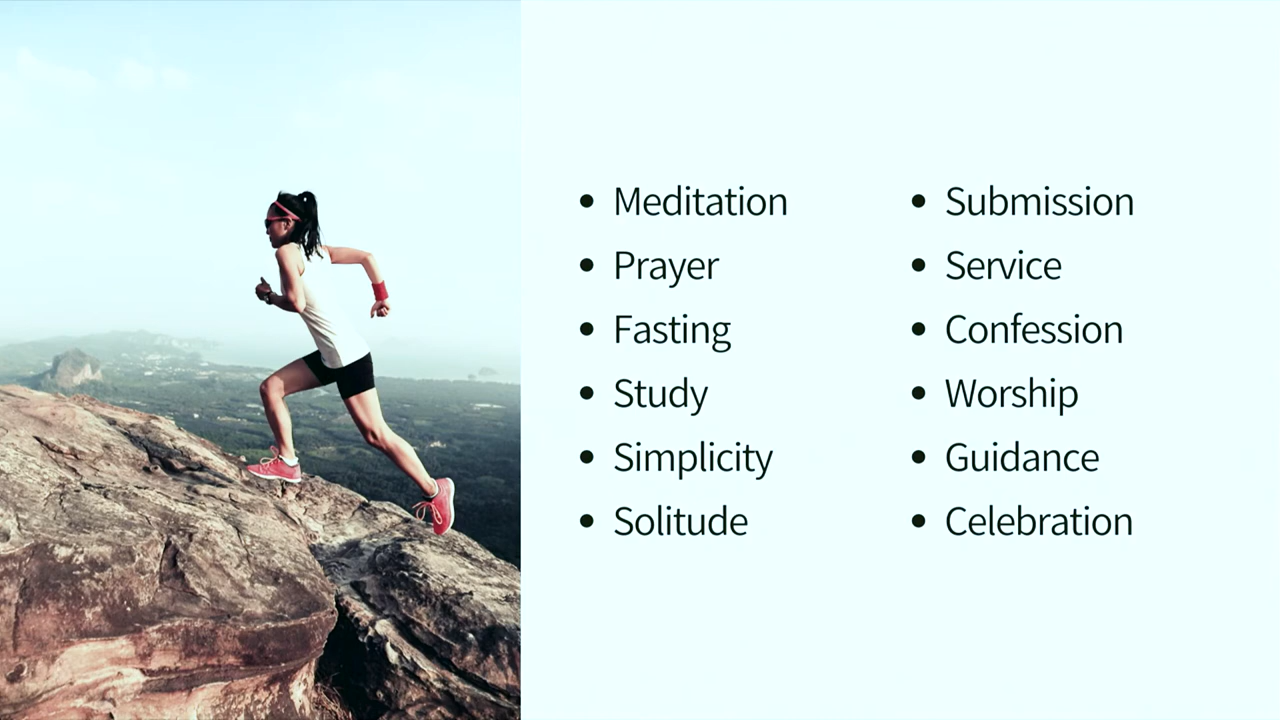 • Meditation
• Prayer
• Fasting
• Study
• Simplicity
• Solitude
• Submission
• Service
• Confession
• Worship
• Guidance
• Celebration